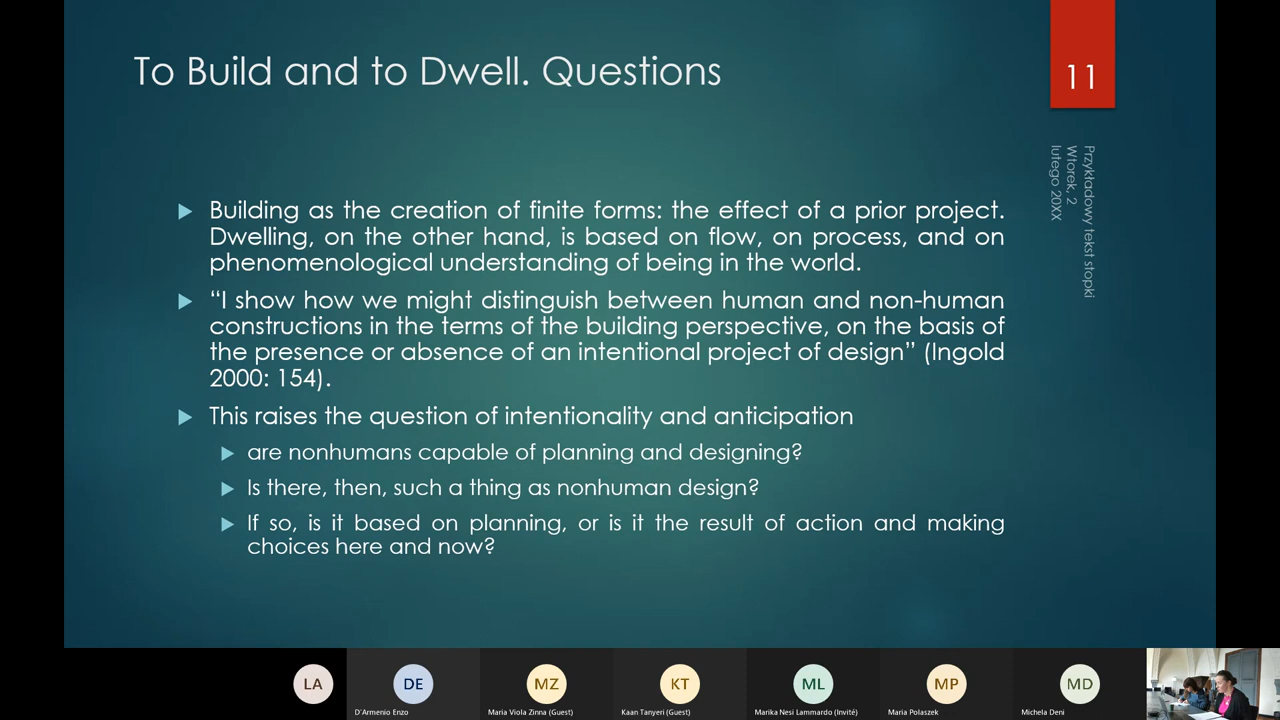 To Build and to Dwell. Questions
11
Przykładowy tekst stopki
Wtorek, 2
lutego 20XX
Building as the creation of finite forms: the effect of a prior project.
Dwelling, on the other hand, is based on flow, on process, and on
phenomenological understanding of being in the world.
“I show how we might distinguish between human and non-human
constructions in the terms of the building perspective, on the basis of
the presence or absence of an intentional project of design” (Ingold
2000: 154).
This raises the question of intentionality and anticipation
are nonhumans capable of planning and designing?
Is there, then, such a thing as nonhuman design?
If so, is it based on planning, or is it the result of action and making
choices here and now?
LA
DE
MZ
KT
ML
MP
MD
D'Armenio Enzo
Maria Viola Zinna (Guest)
Kaan Tanyeri (Guest)
Marika Nesi Lammardo (Invité)
Maria Polaszek
Michela Deni